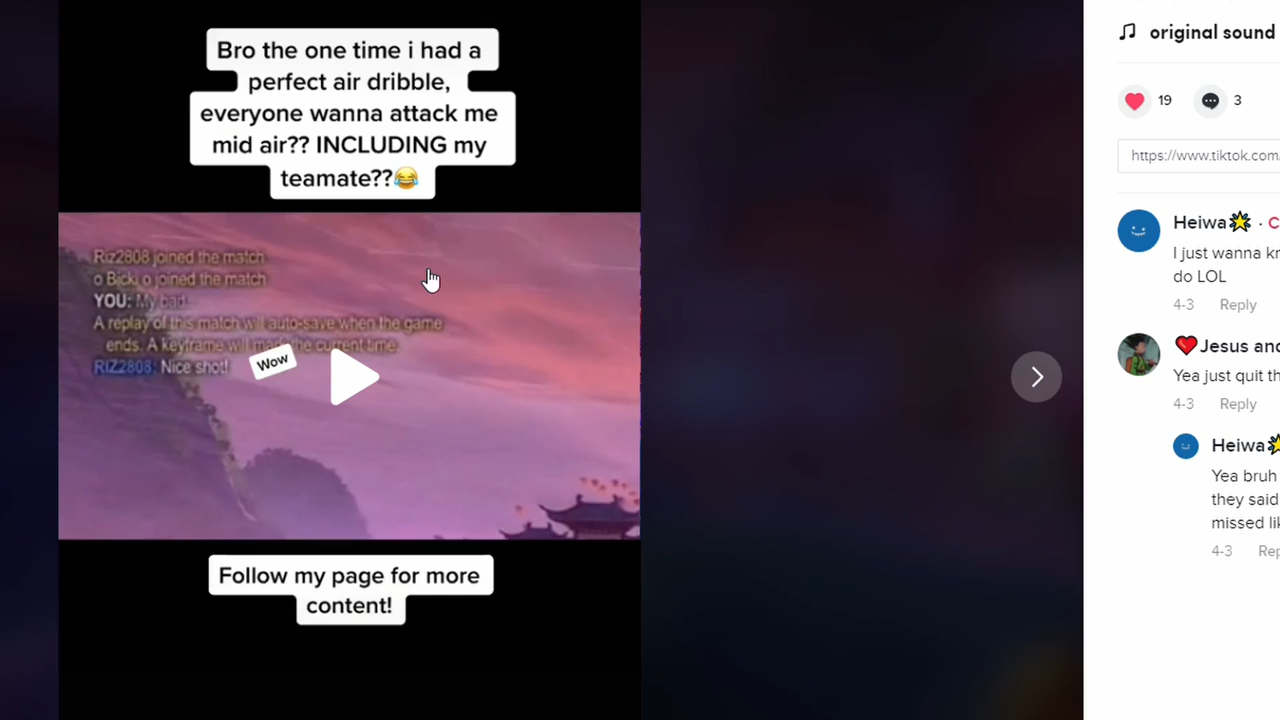 Bro the one time i had a
perfect air dribble,
everyone wanna attack me
mid air?? INCLUDING my
teamate??😂
Riz2808 joined the match
o Bicki o joined the match
YOU: My bad
A replay of this match will auto-save when the game
ends. A keyframe will mark the current time.
RIZ2808: Nice shot!
Wow
Follow my page for more
content!
original sound
19
3
https://www.tiktok.com/
Heiwa🌟 · C
I just wanna
do LOL
4-3 Reply
❤️Jesus and
Yea just quit
4-3 Reply
Heiwa
Yea bruh
they said
missed
4-3